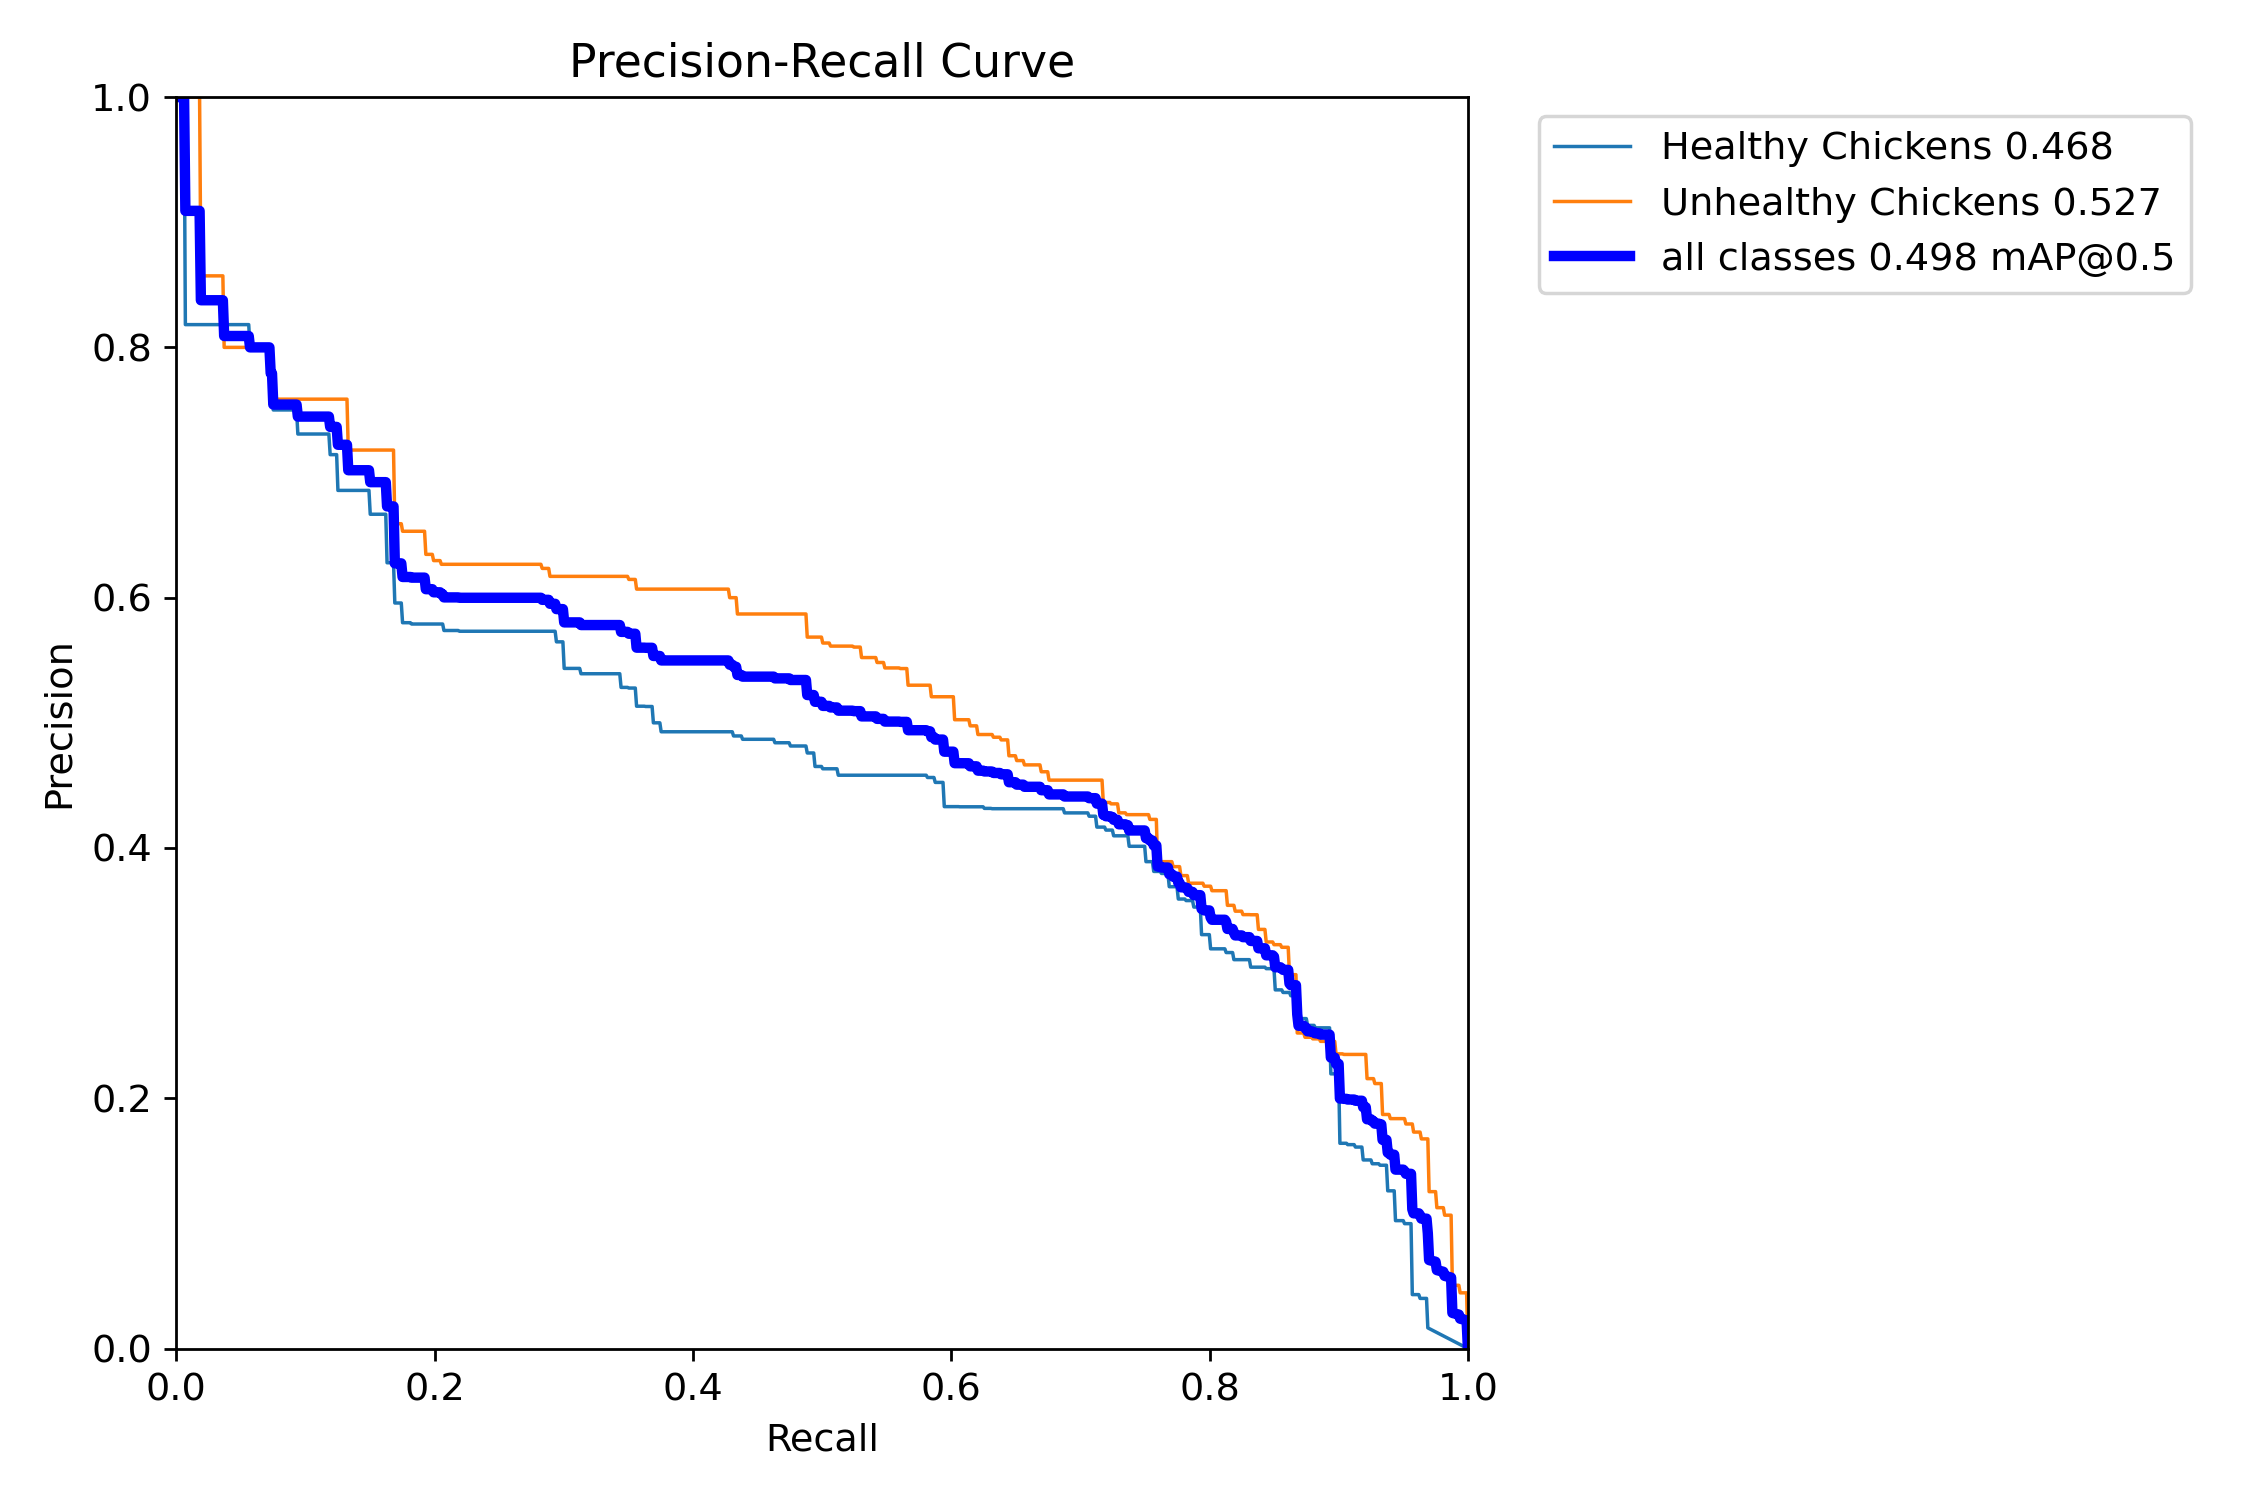 Precision-Recall Curve
1.0
0.8
0.6
0.4
0.2
0.0
Precision
0.0 0.2 0.4 0.6 0.8 1.0
Recall
Healthy Chickens 0.468
Unhealthy Chickens 0.527
all classes 0.498 mAP@0.5